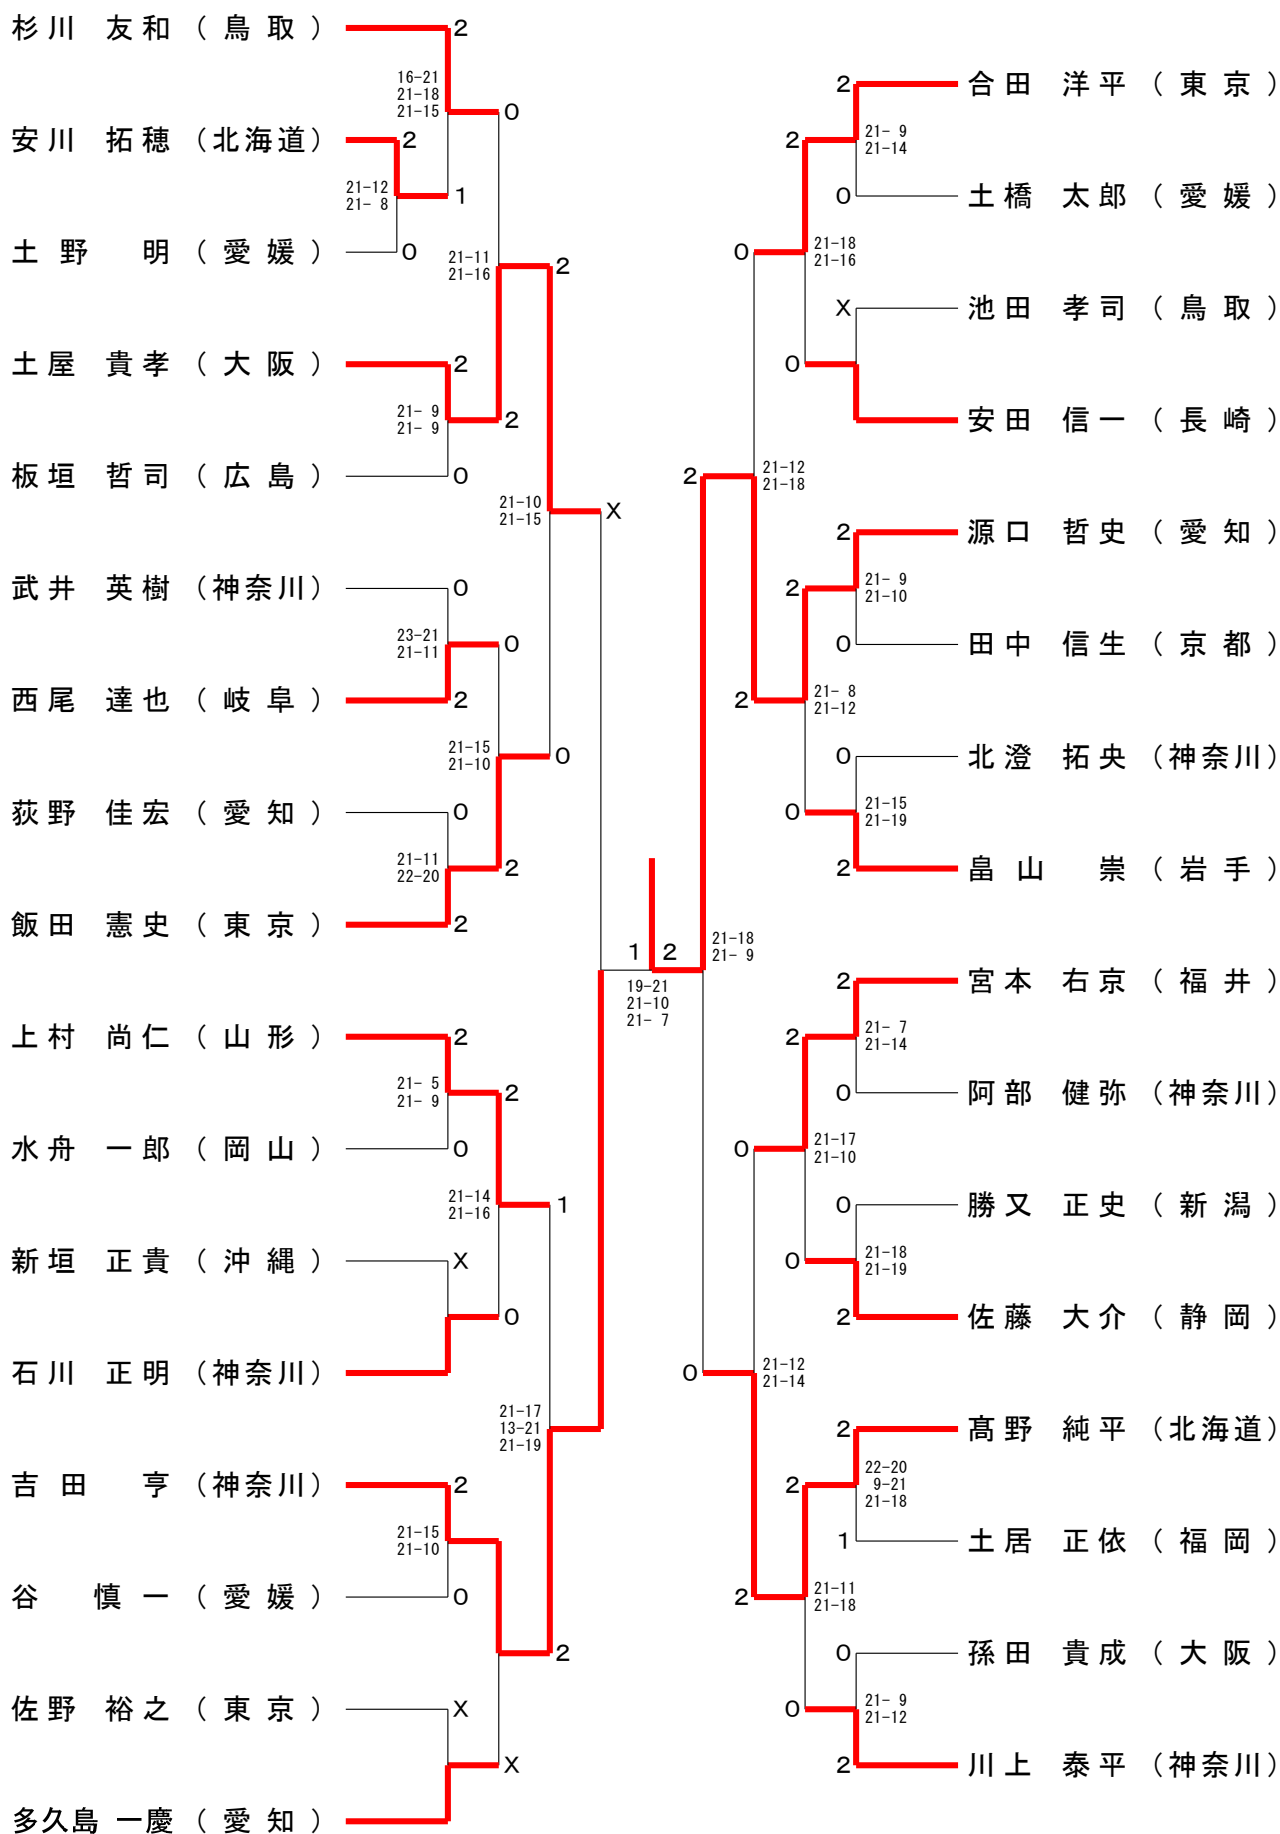 杉川 友和 （ 鳥 取 ）
2
16-21
21-18
21-15
0
安川 拓穂 （北海道）
2
21-12
21- 8
1
土野 明 （ 愛 媛 ）
0
21-11
21-16
2
土屋 貴孝 （ 大 阪 ）
2
21- 9
21- 9
2
板垣 哲司 （ 広 島 ）
0
21-10
21-15
X
武井 英樹 （神奈川）
0
23-21
21-11
0
西尾 達也 （ 岐 阜 ）
2
21-15
21-10
0
荻野 佳宏 （ 愛 知 ）
0
21-11
22-20
2
飯田 憲史 （ 東 京 ）
2
1 2
19-21
21-10
21- 7
上村 尚仁 （ 山 形 ）
2
21- 5
21- 9
2
水舟 一郎 （ 岡 山 ）
0
21-14
21-16
1
新垣 正貴 （ 沖 縄 ）
X
0
石川 正明 （神奈川）
21-17
13-21
21-19
吉田 亨 （神奈川）
2
21-15
21-10
谷 慎一 （ 愛 媛 ）
0
2
佐野 裕之 （ 東 京 ）
X
X
多久島 一慶 （ 愛 知 ）
2
合田 洋平 （ 東 京 ）
2
21- 9
21-14
0
土橋 太郎 （ 愛 媛 ）
0
21-18
21-16
X
池田 孝司 （ 鳥 取 ）
0
安田 信一 （ 長 崎 ）
2
21-12
21-18
2
源口 哲史 （ 愛 知 ）
2
21- 9
21-10
0
田中 信生 （ 京 都 ）
2
21- 8
21-12
0
北澄 拓央 （神奈川）
0
21-15
21-19
2
畠山 崇 （ 岩 手 ）
21-18
21- 9
2
宮本 右京 （ 福 井 ）
2
21- 7
21-14
0
阿部 健弥 （神奈川）
0
21-17
21-10
0
勝又 正史 （ 新 潟 ）
0
21-18
21-19
2
佐藤 大介 （ 静 岡 ）
0
21-12
21-14
2
髙野 純平 （北海道）
2
22-20
9-21
21-18
1
土居 正依 （ 福 岡 ）
2
21-11
21-18
0
孫田 貴成 （ 大 阪 ）
0
21- 9
21-12
2
川上 泰平 （神奈川）